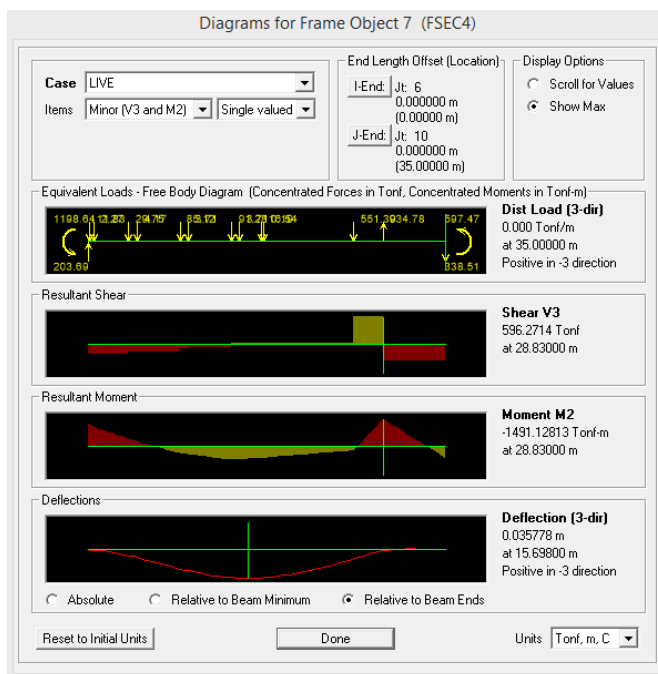 Diagrams for Frame Object 7 (FSEC4)
Case LIVE
Items Minor (V3 and M2) Single valued
End Length Offset (Location)
I-End: Jt: 6
0.000000 m
(0.00000 m)
J-End: Jt: 10
0.000000 m
(35.00000 m)
Display Options
Scroll for Values
Show Max
Equivalent Loads - Free Body Diagram (Concentrated Forces in Tonf, Concentrated Moments in Tonf-m)
1198.64
597.47
203.69
838.51
Dist Load (3-dir)
0.000 Tonf/m
at 35.00000 m
Positive in -3 direction
Resultant Shear
Shear V3
596.2714 Tonf
at 28.83000 m
Resultant Moment
Moment M2
-1491.12813 Tonf-m
at 28.83000 m
Deflections
Deflection (3-dir)
0.035778 m
at 15.69800 m
Positive in -3 direction
Absolute Relative to Beam Minimum Relative to Beam Ends
Reset to Initial Units Done Units Tonf, m, C